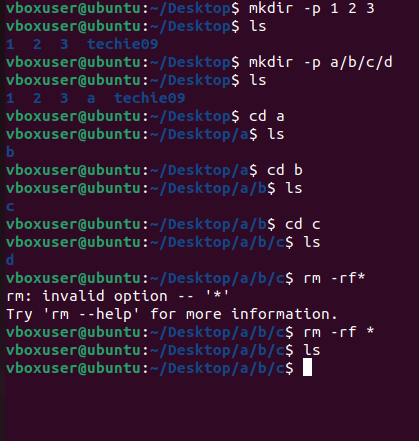 vboxuser@ubuntu:~/Desktop$ mkdir -p 1 2 3
vboxuser@ubuntu:~/Desktop$ ls
1  2  3  techie09
vboxuser@ubuntu:~/Desktop$ mkdir -p a/b/c/d
vboxuser@ubuntu:~/Desktop$ ls
1  2  3  a  techie09
vboxuser@ubuntu:~/Desktop$ cd a
vboxuser@ubuntu:~/Desktop/a$ ls
b
vboxuser@ubuntu:~/Desktop/a$ cd b
vboxuser@ubuntu:~/Desktop/a/b$ ls
c
vboxuser@ubuntu:~/Desktop/a/b$ cd c
vboxuser@ubuntu:~/Desktop/a/b/c$ ls
d
vboxuser@ubuntu:~/Desktop/a/b/c$ rm -rf*
rm: invalid option -- '*'
Try 'rm --help' for more information.
vboxuser@ubuntu:~/Desktop/a/b/c$ rm -rf *
vboxuser@ubuntu:~/Desktop/a/b/c$ ls
vboxuser@ubuntu:~/Desktop/a/b/c$